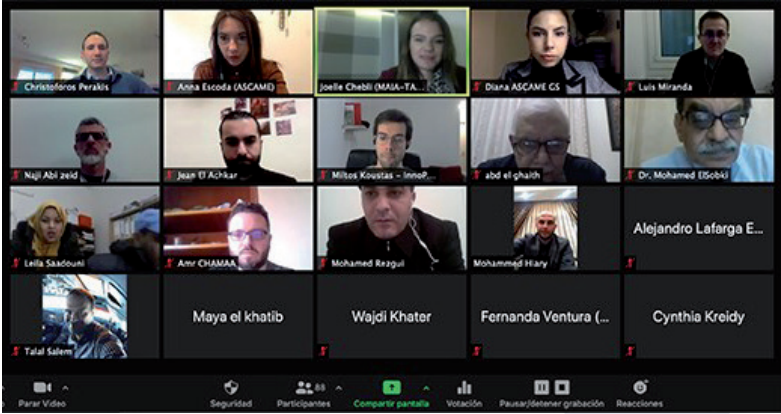 Christoforos Perakis
Anna Escoda (ASCAME)
Joelle Chebli (MAIA-TA...
Diana ASCAME GS
Luis Miranda
Naji Abi zeid
Jean El Achkar
Miltos Koustas - InnoP...
abd el ghaith
Dr. Mohamed ElSobki
Leila Saadouni
Amr CHAMAA
Mohamed Rezgui
Mohammed Hiary
Alejandro Lafarga E...
Talal Salem
Maya el khatib
Wajdi Khater
Fernanda Ventura (...
Cynthia Kreidy
Parar Video
Seguridad
Participantes
88
Compartir pantalla
Votación
Pausar/detener grabación
Reacciones